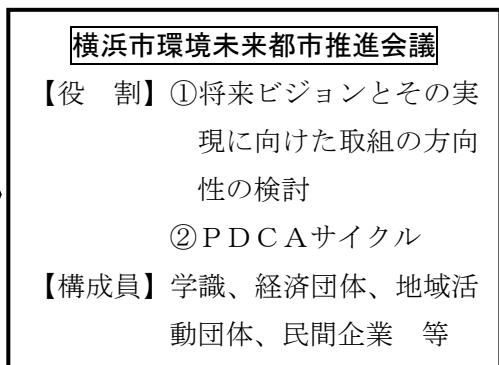 横浜市環境未来都市推進会議
【役　割】①将来ビジョンとその実
現に向けた取組の方向
性の検討
②ＰＤＣＡサイクル
【構成員】学識、経済団体、地域活
動団体、民間企業　等